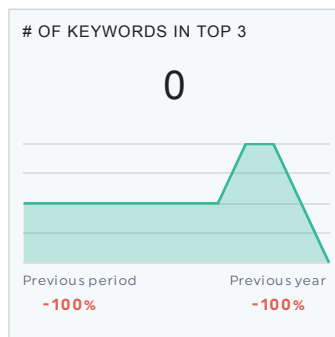 # OF KEYWORDS IN TOP 3
0
Previous period Previous year
-100% -100%